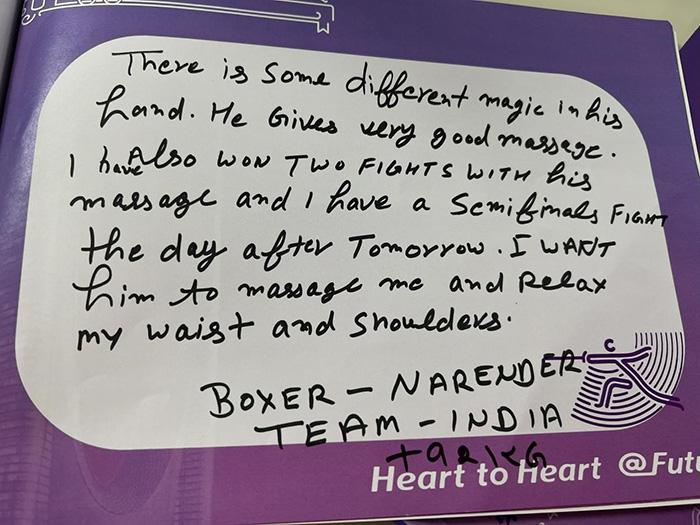 There is some different magic in his
hand. He Gives very good massage.
I have Also WON TWO FIGHTS WITH his
massage and I have a Semifinals FIGHT
the day after Tomorrow. I WANT
him to massage me and Relax
my waist and shoulders.
BOXER - NARENDER
TEAM - INDIA
Heart to Heart @Futu